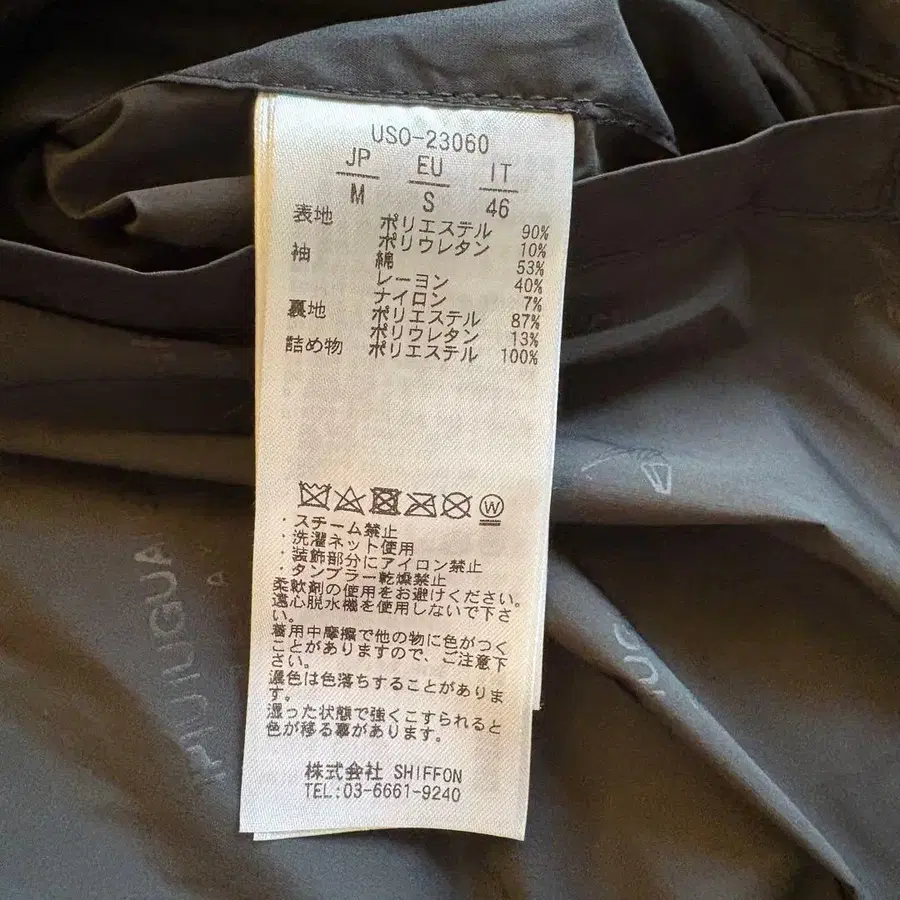 USO-23060
JP EU IT
M S 46
表地 ポリエステル 90%
ポリウレタン 10%
袖 綿 53%
レーヨン 40%
ナイロン 7%
裏地 ポリエステル 87%
ポリウレタン 13%
詰め物 ポリエステル 100%
W
・スチーム禁止
・洗濯ネット使用
・装飾部分にアイロン禁止
・タンブラー乾燥禁止
柔軟剤の使用をお避けください。
遠心脱水機を使用しないで下さ
い。
着用中摩擦で他の物に色がつく
ことがありますので、ご注意下
さい。
濃色は色落ちすることがありま
す。
湿った状態で強くこすられると
色が移る事があります。
株式会社 SHIFFON
TEL:03-6661-9240